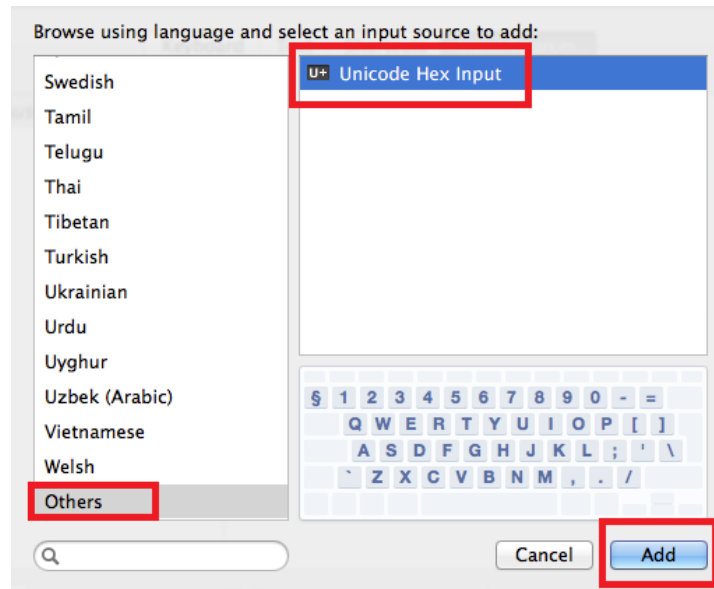 Browse using language and select an input source to add:
Swedish
Tamil
Telugu
Thai
Tibetan
Turkish
Ukrainian
Urdu
Uyghur
Uzbek (Arabic)
Vietnamese
Welsh
Others
U+ Unicode Hex Input
§ 1 2 3 4 5 6 7 8 9 0 - =
Q W E R T Y U I O P [ ]
A S D F G H J K L ; ' \
` Z X C V B N M , . /
Cancel
Add